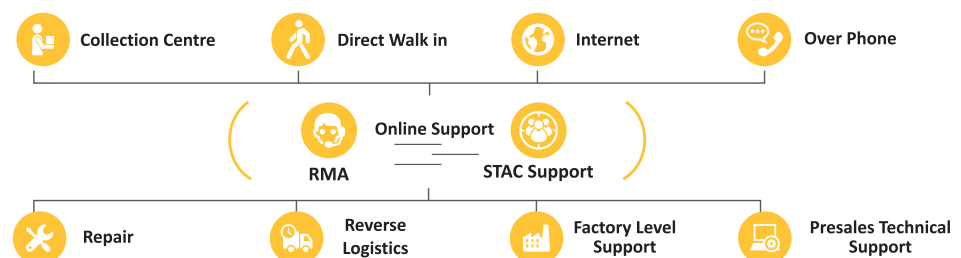 Collection Centre
Direct Walk in
Internet
Over Phone
Online Support
RMA
STAC Support
Repair
Reverse
Logistics
Factory Level
Support
Presales Technical
Support